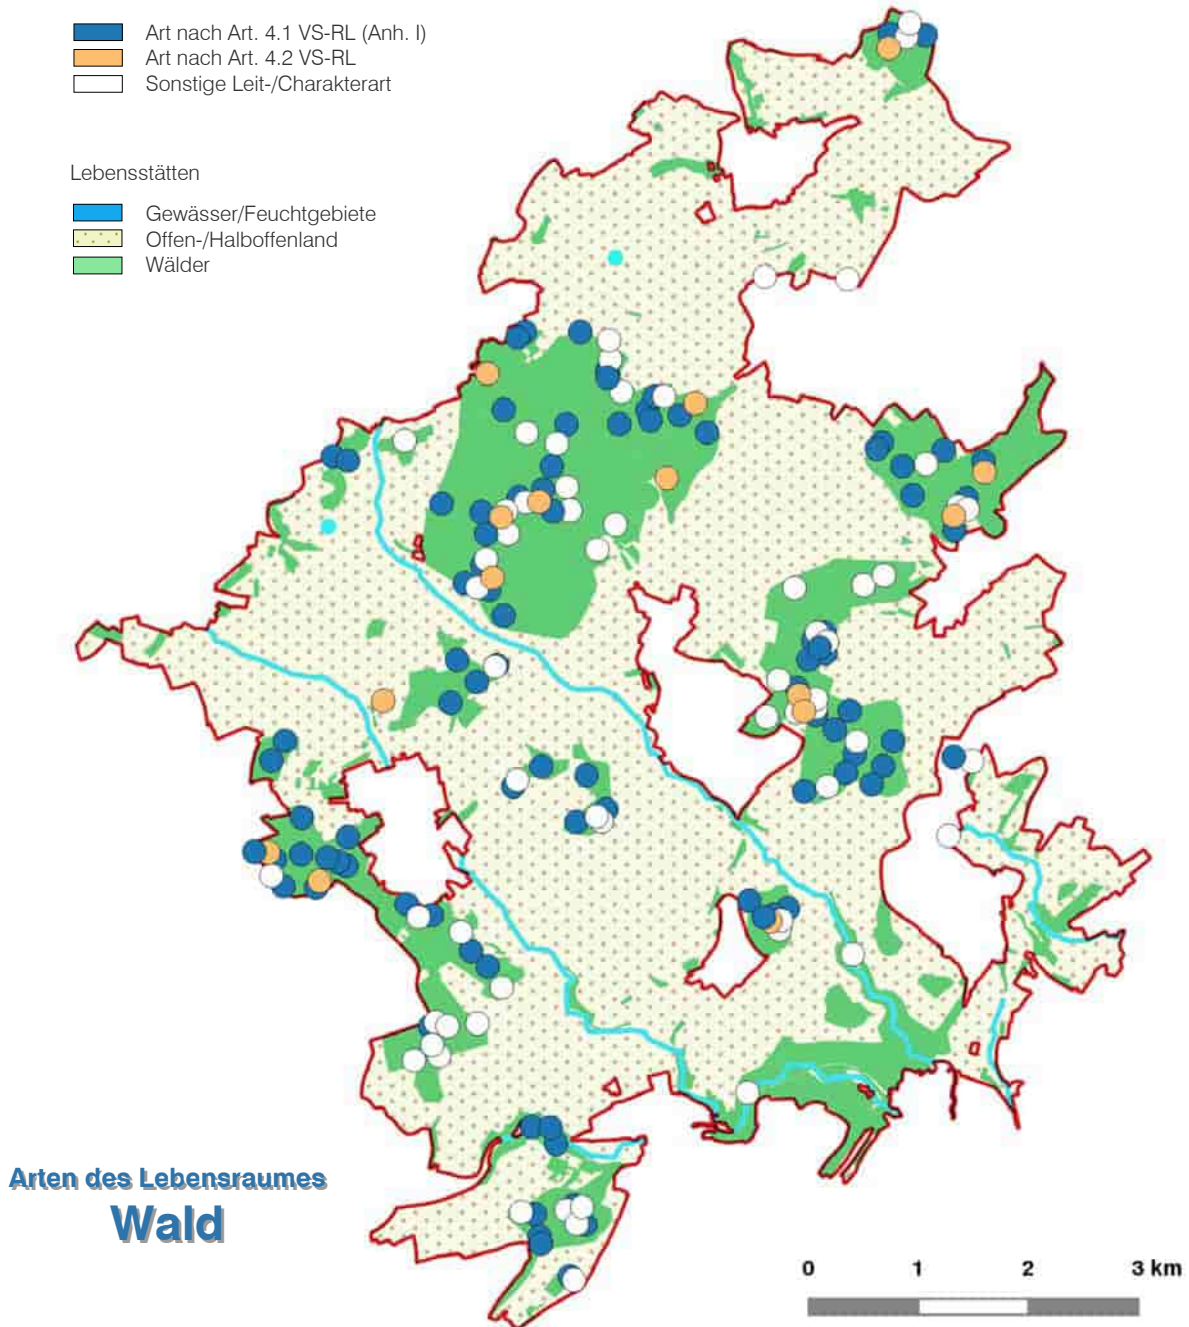 Art nach Art. 4.1 VS-RL (Anh. I)
Art nach Art. 4.2 VS-RL
Sonstige Leit-/Charakterart
Lebensstätten
Gewässer/Feuchtgebiete
Offen-/Halboffenland
Wälder
Arten des Lebensraumes
Wald
0 1 2 3 km